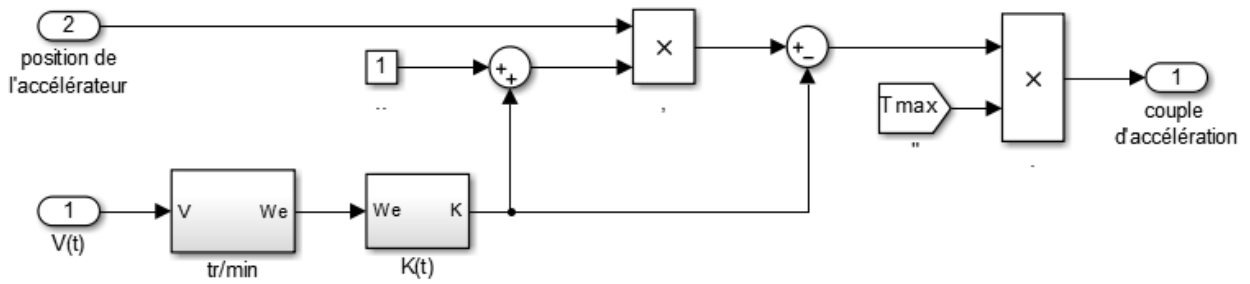 2
position de
l'accélérateur
1
+
+
..
×
,
+
−
Tmax
"
×
.
1
couple
d'accélération
1
V(t)
V
We
tr/min
We
K
K(t)